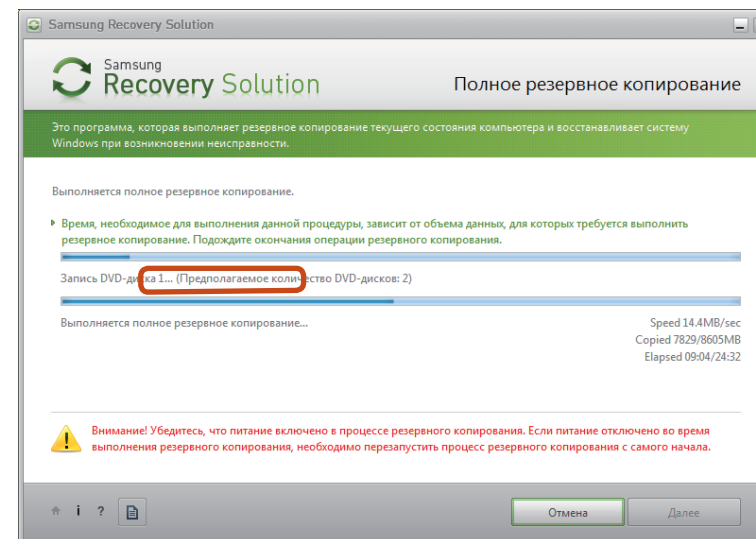 Samsung Recovery Solution
Samsung
Recovery Solution
Полное резервное копирование
Это программа, которая выполняет резервное копирование текущего состояния компьютера и восстанавливает систему
Windows при возникновении неисправности.
Выполняется полное резервное копирование.
Время, необходимое для выполнения данной процедуры, зависит от объема данных, для которых требуется выполнить
резервное копирование. Подождите окончания операции резервного копирования.
Запись DVD-диска 1... (Предполагаемое количество DVD-дисков: 2)
Выполняется полное резервное копирование...
Speed 14.4MB/sec
Copied 7829/8605MB
Elapsed 09:04/24:32
Внимание! Убедитесь, что питание включено в процессе резервного копирования. Если питание отключено во время
выполнения резервного копирования, необходимо перезапустить процесс резервного копирования с самого начала.
i ?
Отмена
Далее